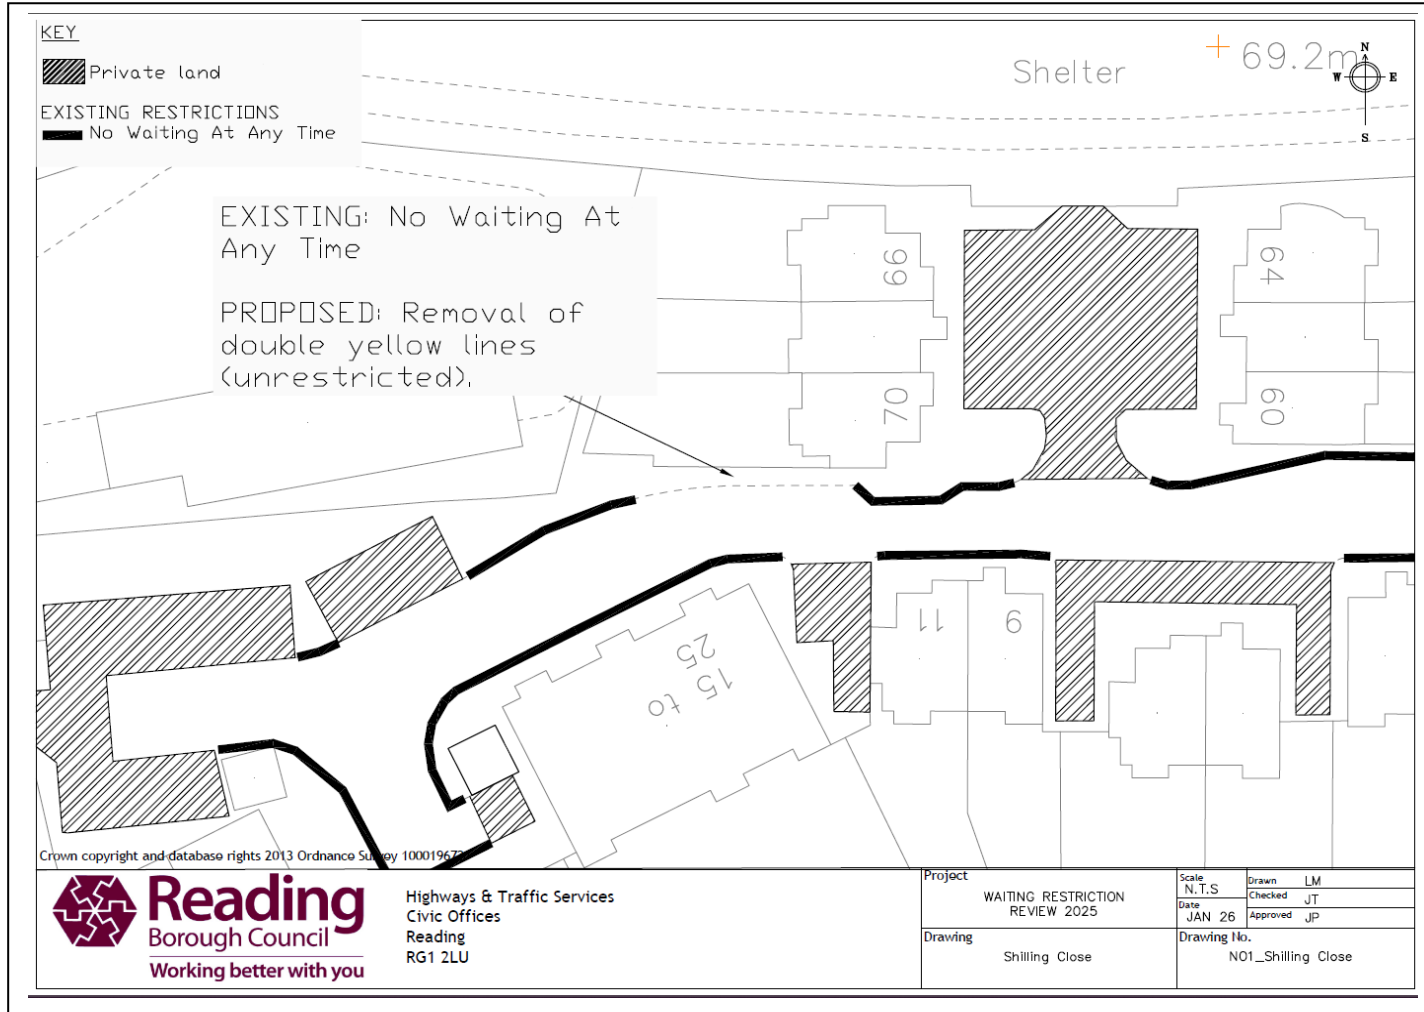 KEY
Private land
EXISTING RESTRICTIONS
No Waiting At Any Time
Shelter
69.2m
N
W E
S
EXISTING: No Waiting At
Any Time
PROPOSED: Removal of
double yellow lines
(unrestricted).
66
64
70
60
11
9
15 to
25
Crown copyright and database rights 2013 Ordnance Survey 10001967
Reading
Borough Council
Working better with you
Highways & Traffic Services
Civic Offices
Reading
RG1 2LU
Project
WAITING RESTRICTION
REVIEW 2025
Drawing
Shilling Close
Scale
N.T.S
Date
JAN 26
Drawn LM
Checked JT
Approved JP
Drawing No.
NO1_Shilling Close